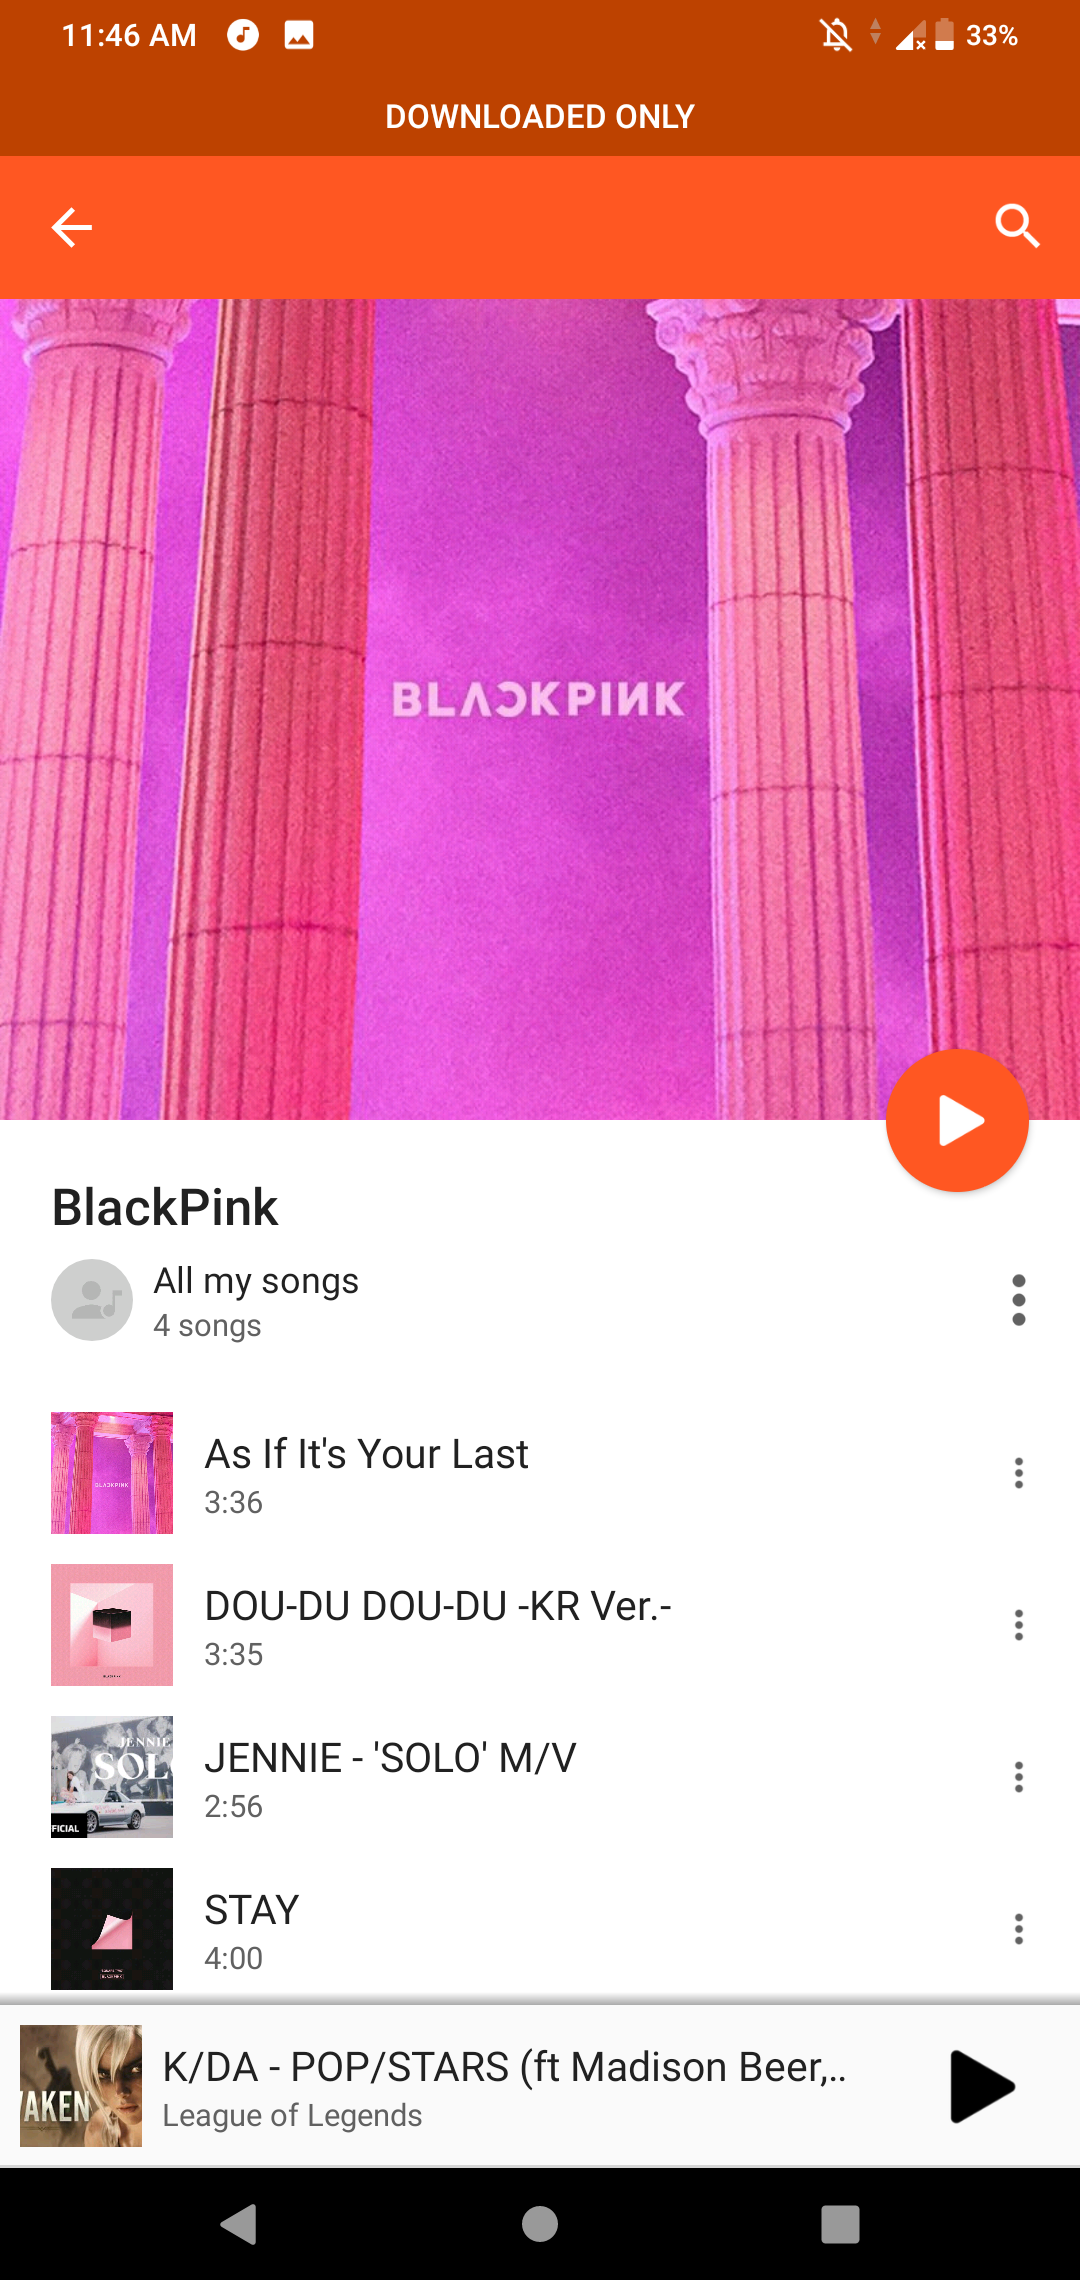 11:46 AM
33%
DOWNLOADED ONLY
BLACKPINK
BlackPink
All my songs
4 songs
BLACKPINK
As If It's Your Last
3:36
DOU-DU DOU-DU -KR Ver.-
3:35
JENNIE
SOLO
FICIAL
JENNIE - 'SOLO' M/V
2:56
STAY
4:00
AKEN
K/DA - POP/STARS (ft Madison Beer,..
League of Legends